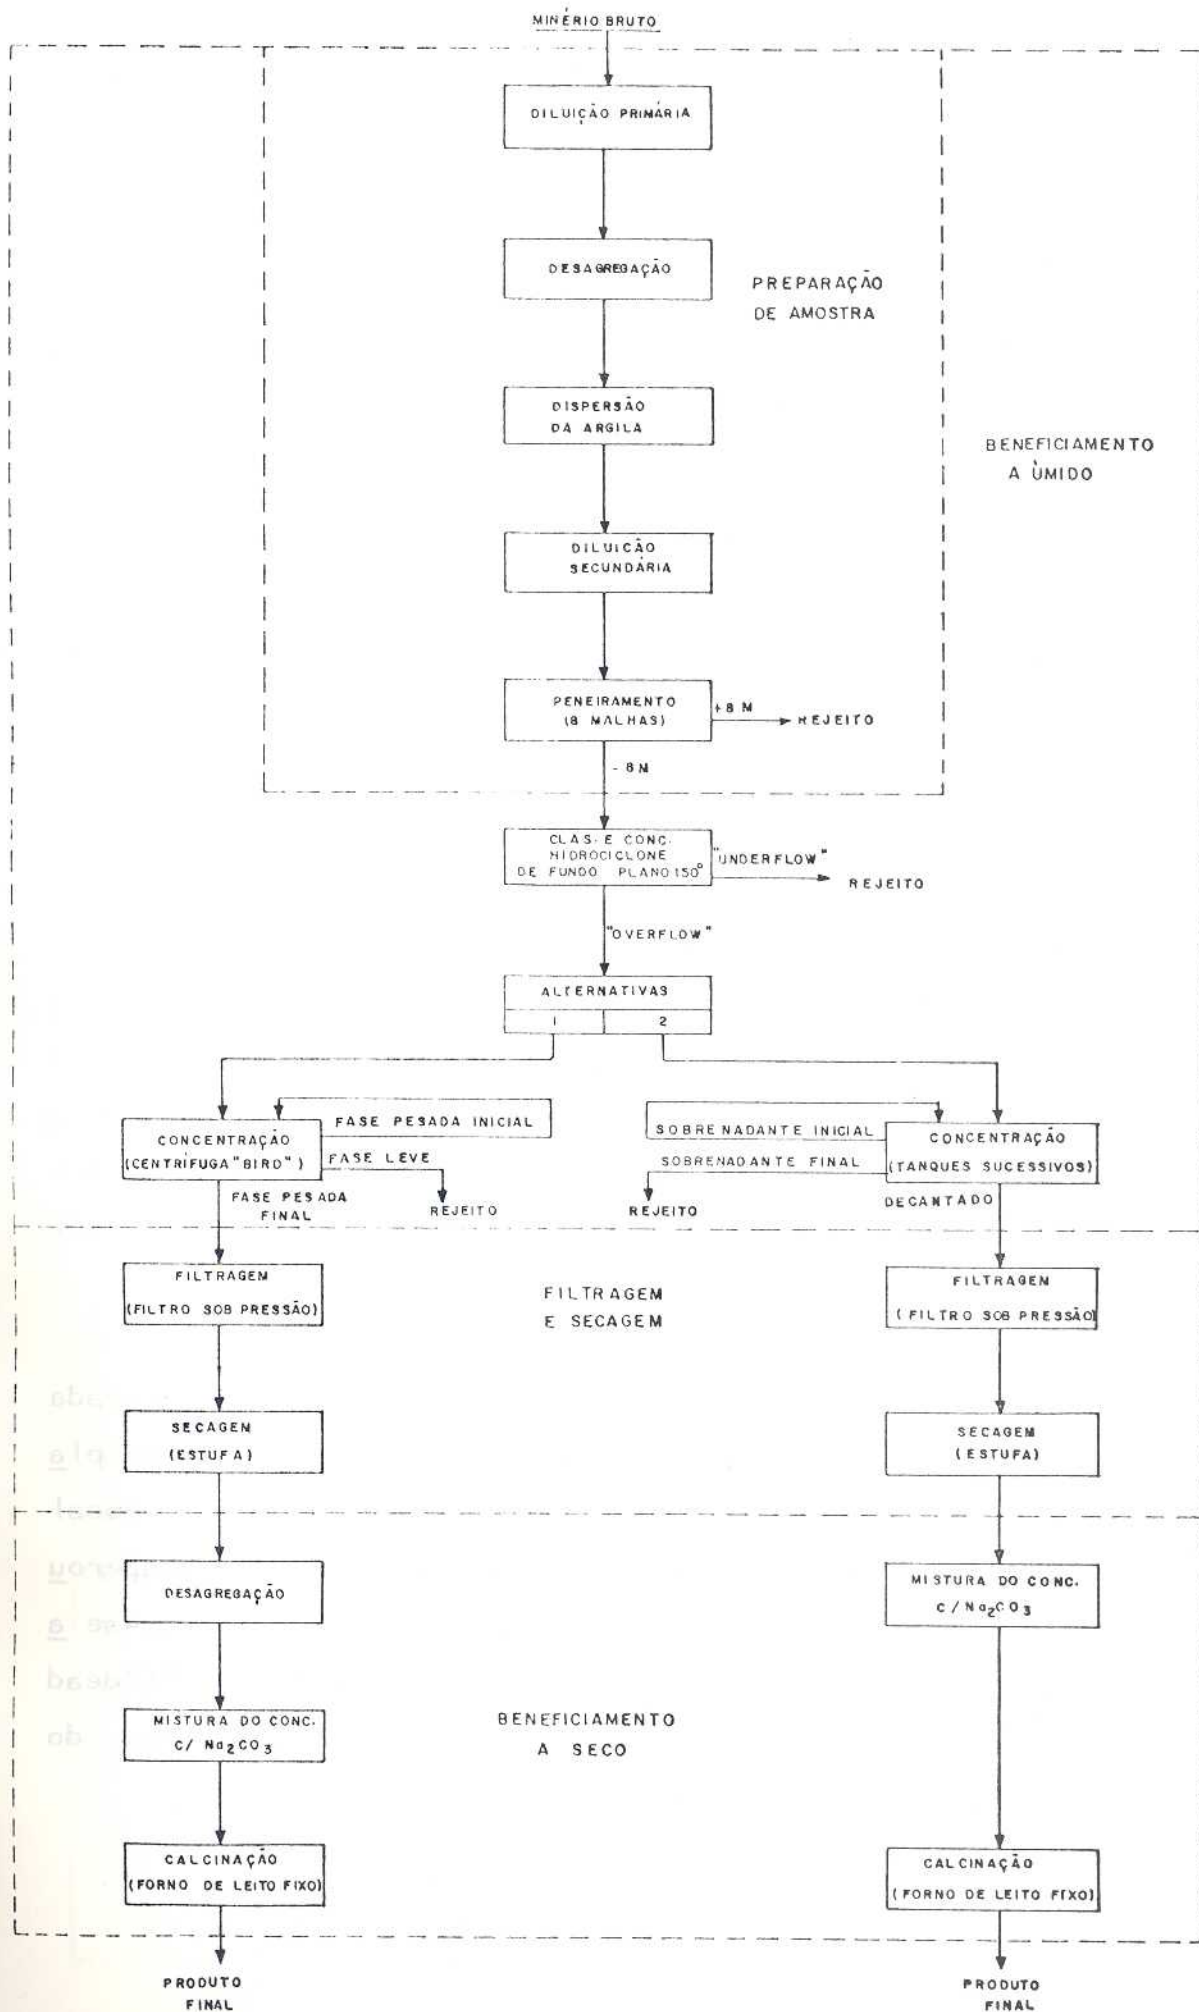 MINÉRIO BRUTO
DILUIÇÃO PRIMÁRIA
DESAGREGAÇÃO
PREPARAÇÃO
DE AMOSTRA
DISPERSÃO
DA ARGILA
BENEFICIAMENTO
A ÙMIDO
DILUIÇÃO
SECUNDÁRIA
PENEIRAMENTO
(8 MALHAS)
+8 M
REJEITO
- 8 M
CLAS. E CONC.
HIDROCICLONE
DE FUNDO PLANO 150°
"UNDERFLOW"
REJEITO
"OVERFLOW"
ALTERNATIVAS
1 2
FASE PESADA INICIAL
CONCENTRAÇÃO
(CENTRÍFUGA "BIRD")
FASE LEVE
REJEITO
FASE PESADA
FINAL
SOBRENADANTE INICIAL
SOBRENADANTE FINAL
REJEITO
CONCENTRAÇÃO
(TANQUES SUCESSIVOS)
DECANTADO
FILTRAGEM
(FILTRO SOB PRESSÃO)
FILTRAGEM
E SECAGEM
FILTRAGEM
(FILTRO SOB PRESSÃO)
SECAGEM
(ESTUFA)
SECAGEM
(ESTUFA)
DESAGREGAÇÃO
MISTURA DO CONC.
C/ Na₂CO₃
MISTURA DO CONC.
C/ Na₂CO₃
BENEFICIAMENTO
A SECO
CALCINAÇÃO
(FORNO DE LEITO FIXO)
CALCINAÇÃO
(FORNO DE LEITO FIXO)
PRODUTO
FINAL
PRODUTO
FINAL